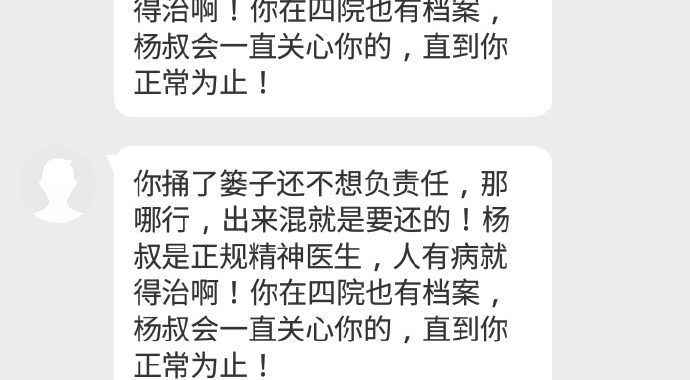 得治啊！你在四院也有档案，
杨叔会一直关心你的，直到你
正常为止！
你捅了篓子还不想负责任，那
哪行，出来混就是要还的！杨
叔是正规精神医生，人有病就
得治啊！你在四院也有档案，
杨叔会一直关心你的，直到你
正常为止！